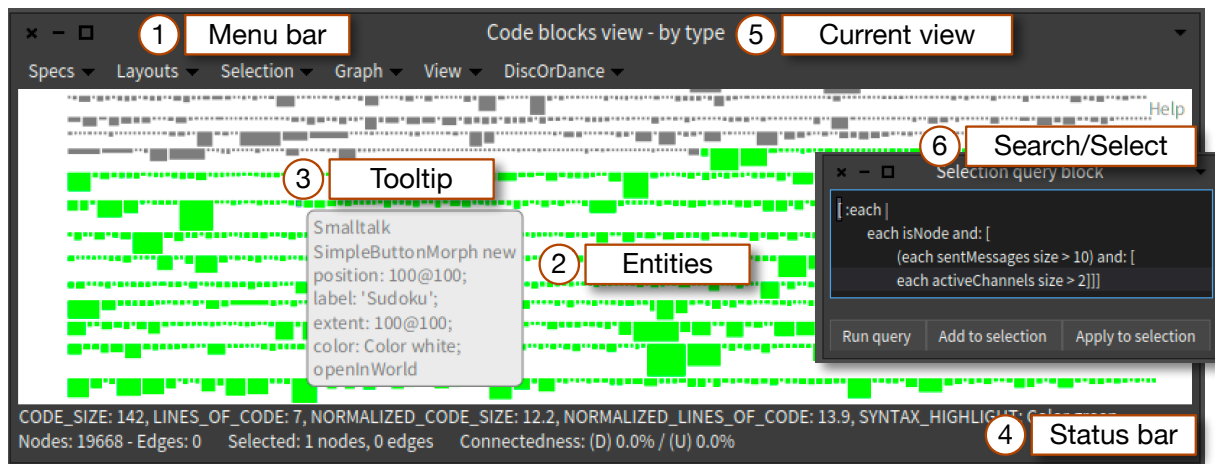 1 Menu bar
Code blocks view - by type
5 Current view
Specs Layouts Selection Graph View DiscOrDance
Help
6 Search/Select
3 Tooltip
Selection query block
[ :each |
each isNode and: [
(each sentMessages size > 10) and: [
each activeChannels size > 2]]]
Smalltalk
SimpleButtonMorph new
position: 100@100;
label: 'Sudoku';
extent: 100@100;
color: Color white;
openInWorld
2 Entities
Run query Add to selection Apply to selection
CODE_SIZE: 142, LINES_OF_CODE: 7, NORMALIZED_CODE_SIZE: 12.2, NORMALIZED_LINES_OF_CODE: 13.9, SYNTAX_HIGHLIGHT: Color green
Nodes: 19668 - Edges: 0 Selected: 1 nodes, 0 edges Connectedness: (D) 0.0% / (U) 0.0%
4 Status bar